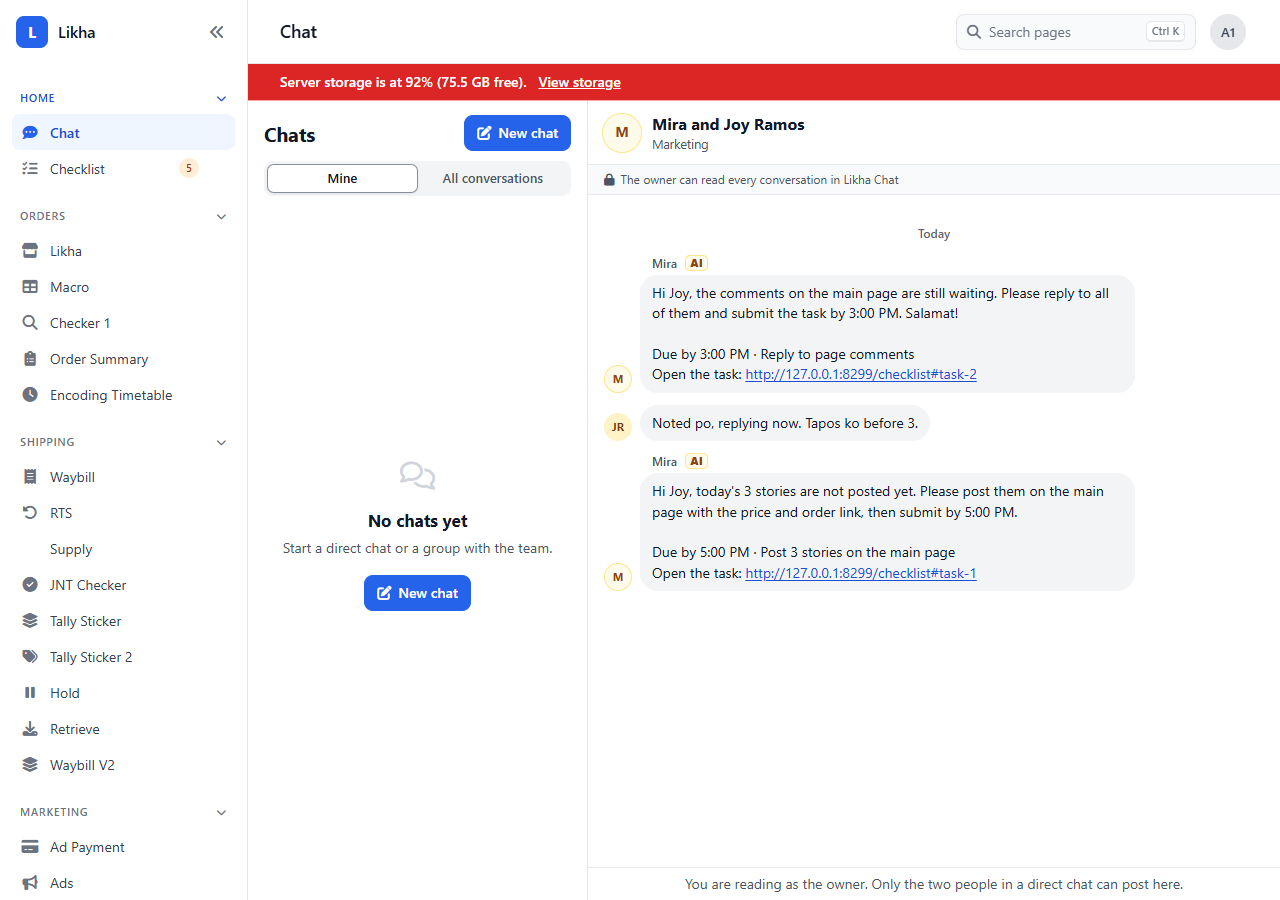 L Likha
Chat
Search pages Ctrl K
A1
Server storage is at 92% (75.5 GB free). View storage
HOME
Chat
Checklist 5
ORDERS
Likha
Macro
Checker 1
Order Summary
Encoding Timetable
SHIPPING
Waybill
RTS
Supply
JNT Checker
Tally Sticker
Tally Sticker 2
Hold
Retrieve
Waybill V2
MARKETING
Ad Payment
Ads
Chats
New chat
Mine All conversations
No chats yet
Start a direct chat or a group with the team.
New chat
M Mira and Joy Ramos
Marketing
The owner can read every conversation in Likha Chat
Today
Mira AI
Hi Joy, the comments on the main page are still waiting. Please reply to all
of them and submit the task by 3:00 PM. Salamat!
Due by 3:00 PM · Reply to page comments
M Open the task: http://127.0.0.1:8299/checklist#task-2
JR Noted po, replying now. Tapos ko before 3.
Mira AI
Hi Joy, today's 3 stories are not posted yet. Please post them on the main
page with the price and order link, then submit by 5:00 PM.
Due by 5:00 PM · Post 3 stories on the main page
M Open the task: http://127.0.0.1:8299/checklist#task-1
You are reading as the owner. Only the two people in a direct chat can post here.